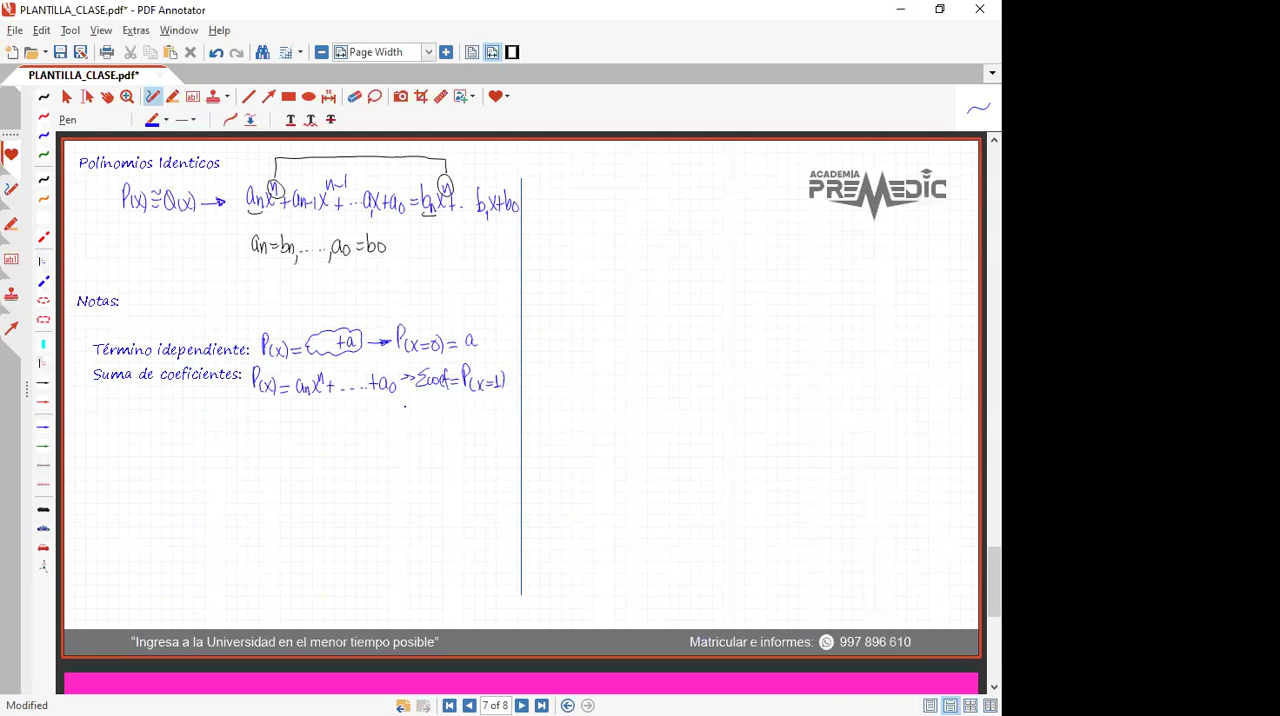 PLANTILLA_CLASE.pdf* - PDF Annotator
File Edit Tool View Extras Window Help
Page Width
PLANTILLA_CLASE.pdf*
Pen
Polinomios Identicos
P(x) ≅ Q(x) → aₙxⁿ+aₙ₋₁xⁿ⁻¹+...a₁x+a₀=bₙxⁿ+.. b₁x+b₀
aₙ=bₙ,.....,a₀=b₀
Notas:
Término idependiente: P(x)= +a → P(x=0)= a
Suma de coeficientes: P(x)= aₙxⁿ+....+a₀ >> Σcoef=P(x=1)
ACADEMIA
PREMEDIC
“Ingresa a la Universidad en el menor tiempo posible” Matricular e informes: 997 896 610
Modified 7 of 8